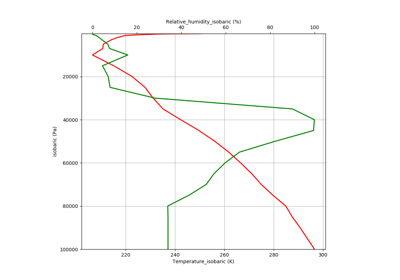 Relative_humidity_isobaric (%)
0 20 40 60 80 100
20000
40000
60000
80000
100000
isobaric (Pa)
220 240 260 280 300
Temperature_isobaric (K)